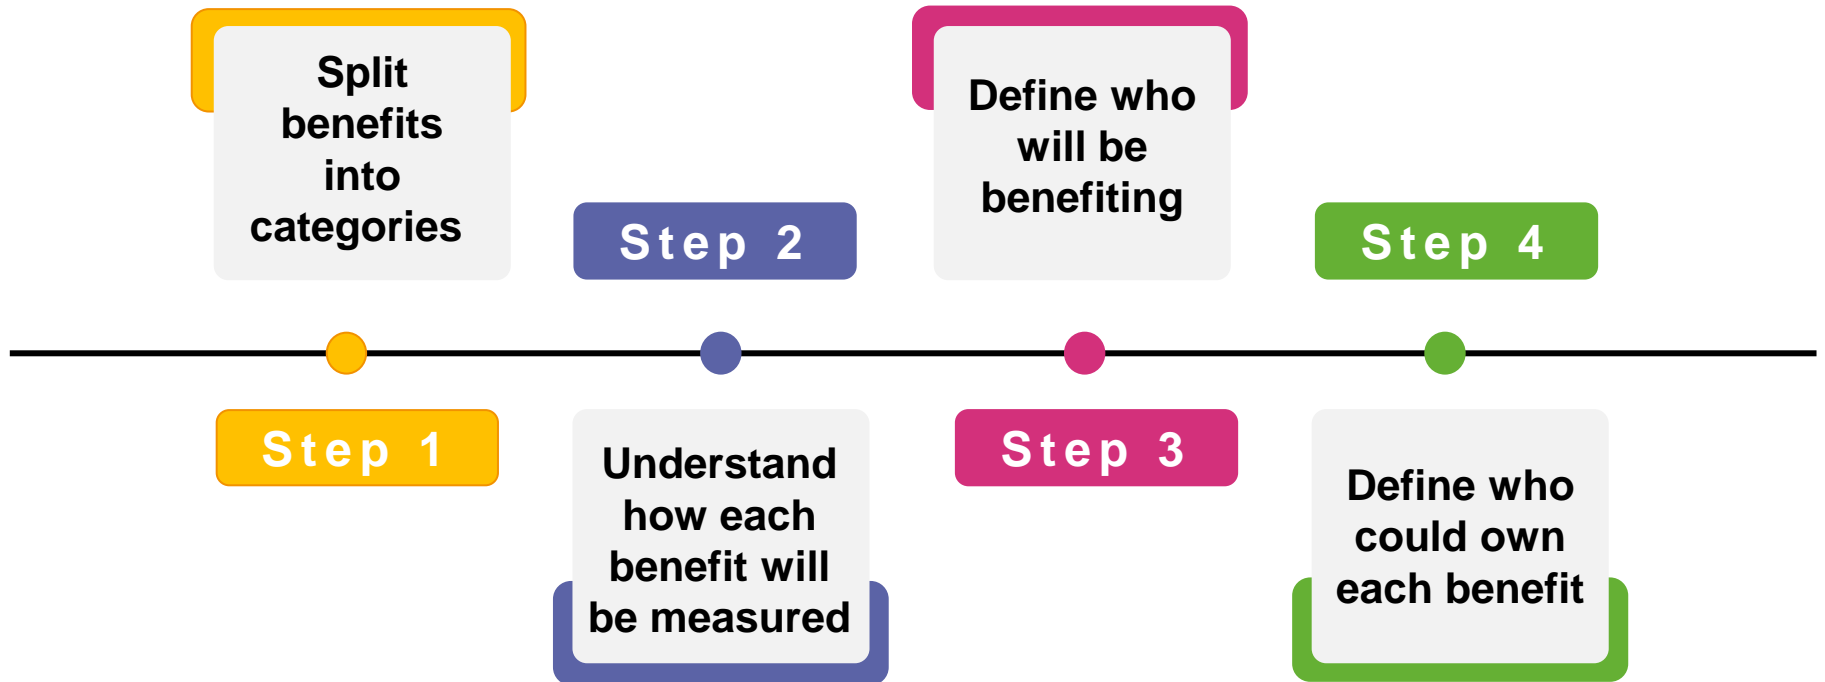 Split
benefits
into
categories
Step 1
Step 2
Understand
how each
benefit will
be measured
Define who
will be
benefiting
Step 3
Step 4
Define who
could own
each benefit